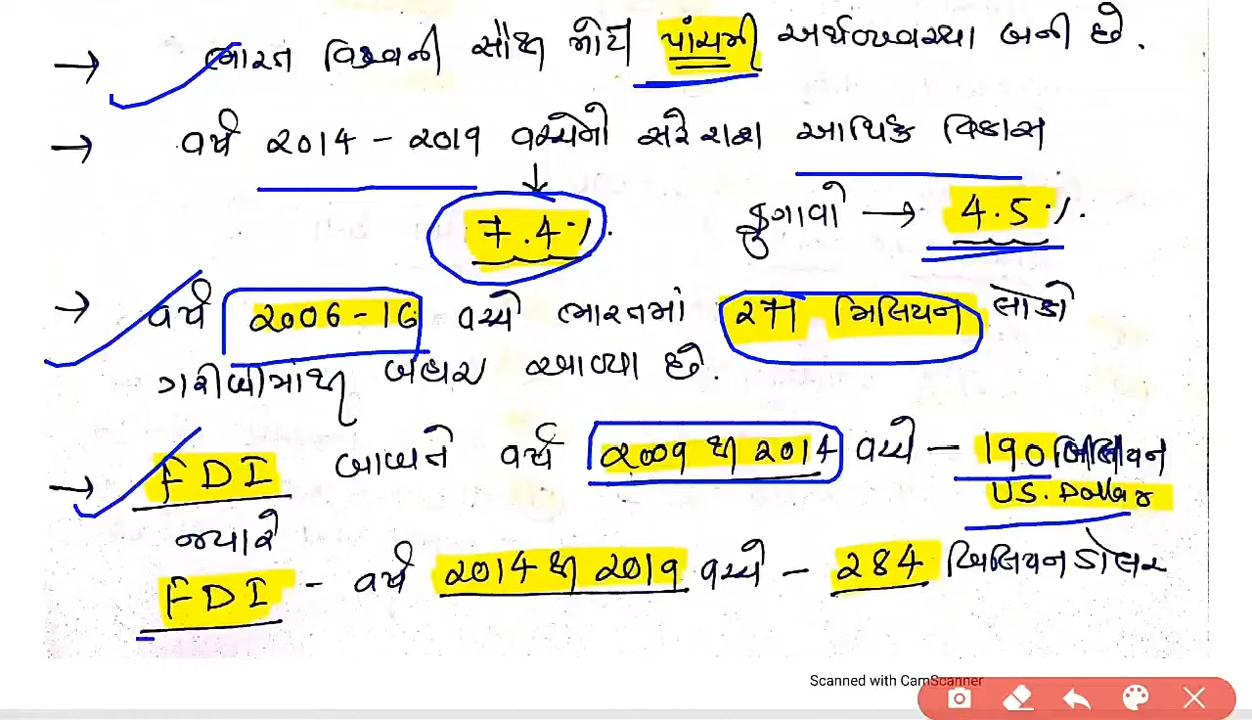 → ભારત વિશ્વની સૌથી મોટી પાંચમી અર્થવ્યવસ્થા બની છે.
→ વર્ષ 2014 - 2019 વચ્ચેનો સરેરાશ આર્થિક વિકાસ
↓
7.4%. ફુગાવો → 4.5%.
→ વર્ષ 2006-16 વચ્ચે ભારતમાં 271 મિલિયન લોકો
ગરીબીમાંથી બહાર આવ્યા છે.
→ FDI બાબતે વર્ષ 2009 થી 2014 વચ્ચે - 190 બિલિયન
US. Dollar
જ્યારે
FDI - વર્ષ 2014 થી 2019 વચ્ચે - 284 બિલિયન ડોલર
Scanned with CamScanner